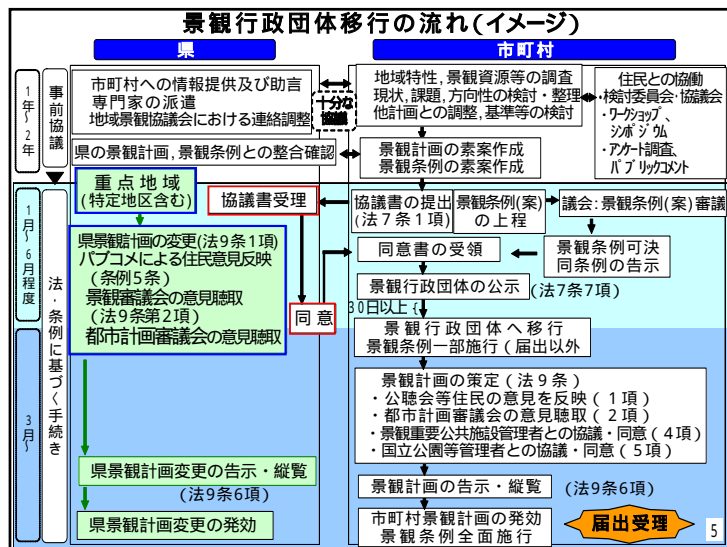 景観行政団体移行の流れ(イメージ)
県
市町村
1年~2年
事前協議
市町村への情報提供及び助言
専門家の派遣
地域景観協議会における連絡調整
十分な
協議
地域特性,景観資源等の調査
現状,課題,方向性の検討・整理
他計画との調整,基準等の検討
住民との協働
・検討委員会・協議会
・ワークショップ、
シンポジウム
・アンケート調査、
パブリックコメント
県の景観計画,景観条例との整合確認
景観計画の素案作成
景観条例の素案作成
1月~6月程度
3月~
法・条例に基づく手続き
重点地域
(特定地区含む)
協議書受理
協議書の提出
(法7条1項)
景観条例(案)
の上程
議会:景観条例(案)審議
県景観計画の変更(法9条1項)
パブコメによる住民意見反映
(条例5条)
景観審議会の意見聴取
(法9条第2項)
都市計画審議会の意見聴取
同意
同意書の受領
景観条例可決
同条例の告示
景観行政団体の公示
(法7条7項)
30日以上{
景観行政団体へ移行
景観条例一部施行(届出以外
景観計画の策定(法9条)
・公聴会等住民の意見を反映(1項)
・都市計画審議会の意見聴取(2項)
・景観重要公共施設管理者との協議・同意(4項)
・国立公園等管理者との協議・同意(5項)
県景観計画変更の告示・縦覧
(法9条6項)
景観計画の告示・縦覧
(法9条6項)
県景観計画変更の発効
市町村景観計画の発効
景観条例全面施行
届出受理
5